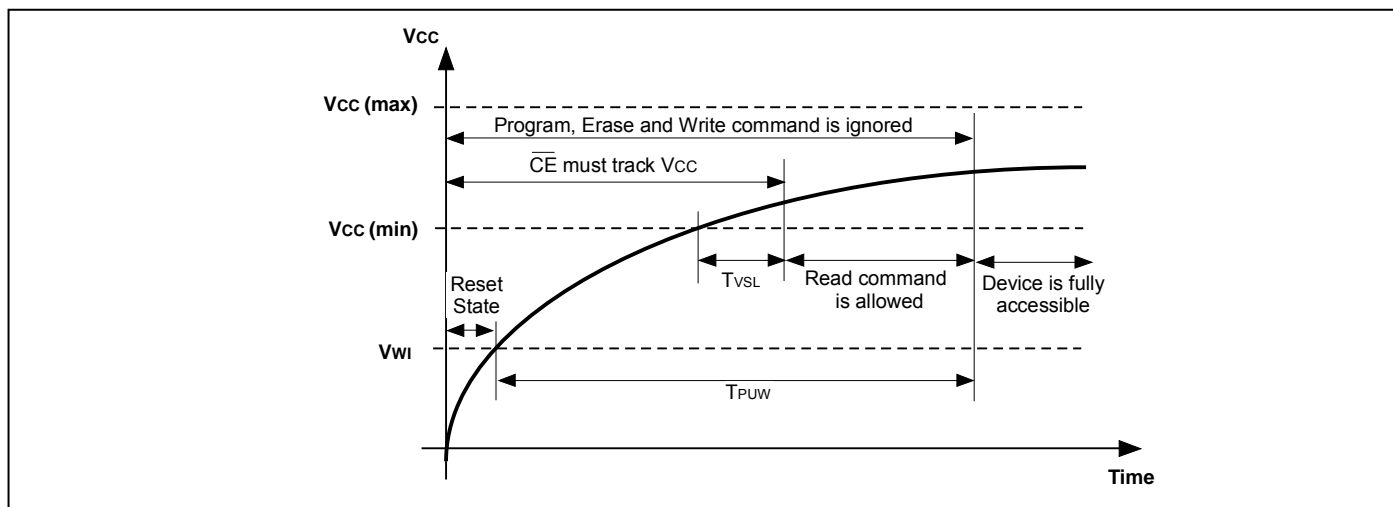 Vcc
Vcc (max)
Program, Erase and Write command is ignored
CE must track Vcc
Vcc (min)
TVSL
Read command
is allowed
Device is fully
accessible
Reset
State
VWI
TPUW
Time